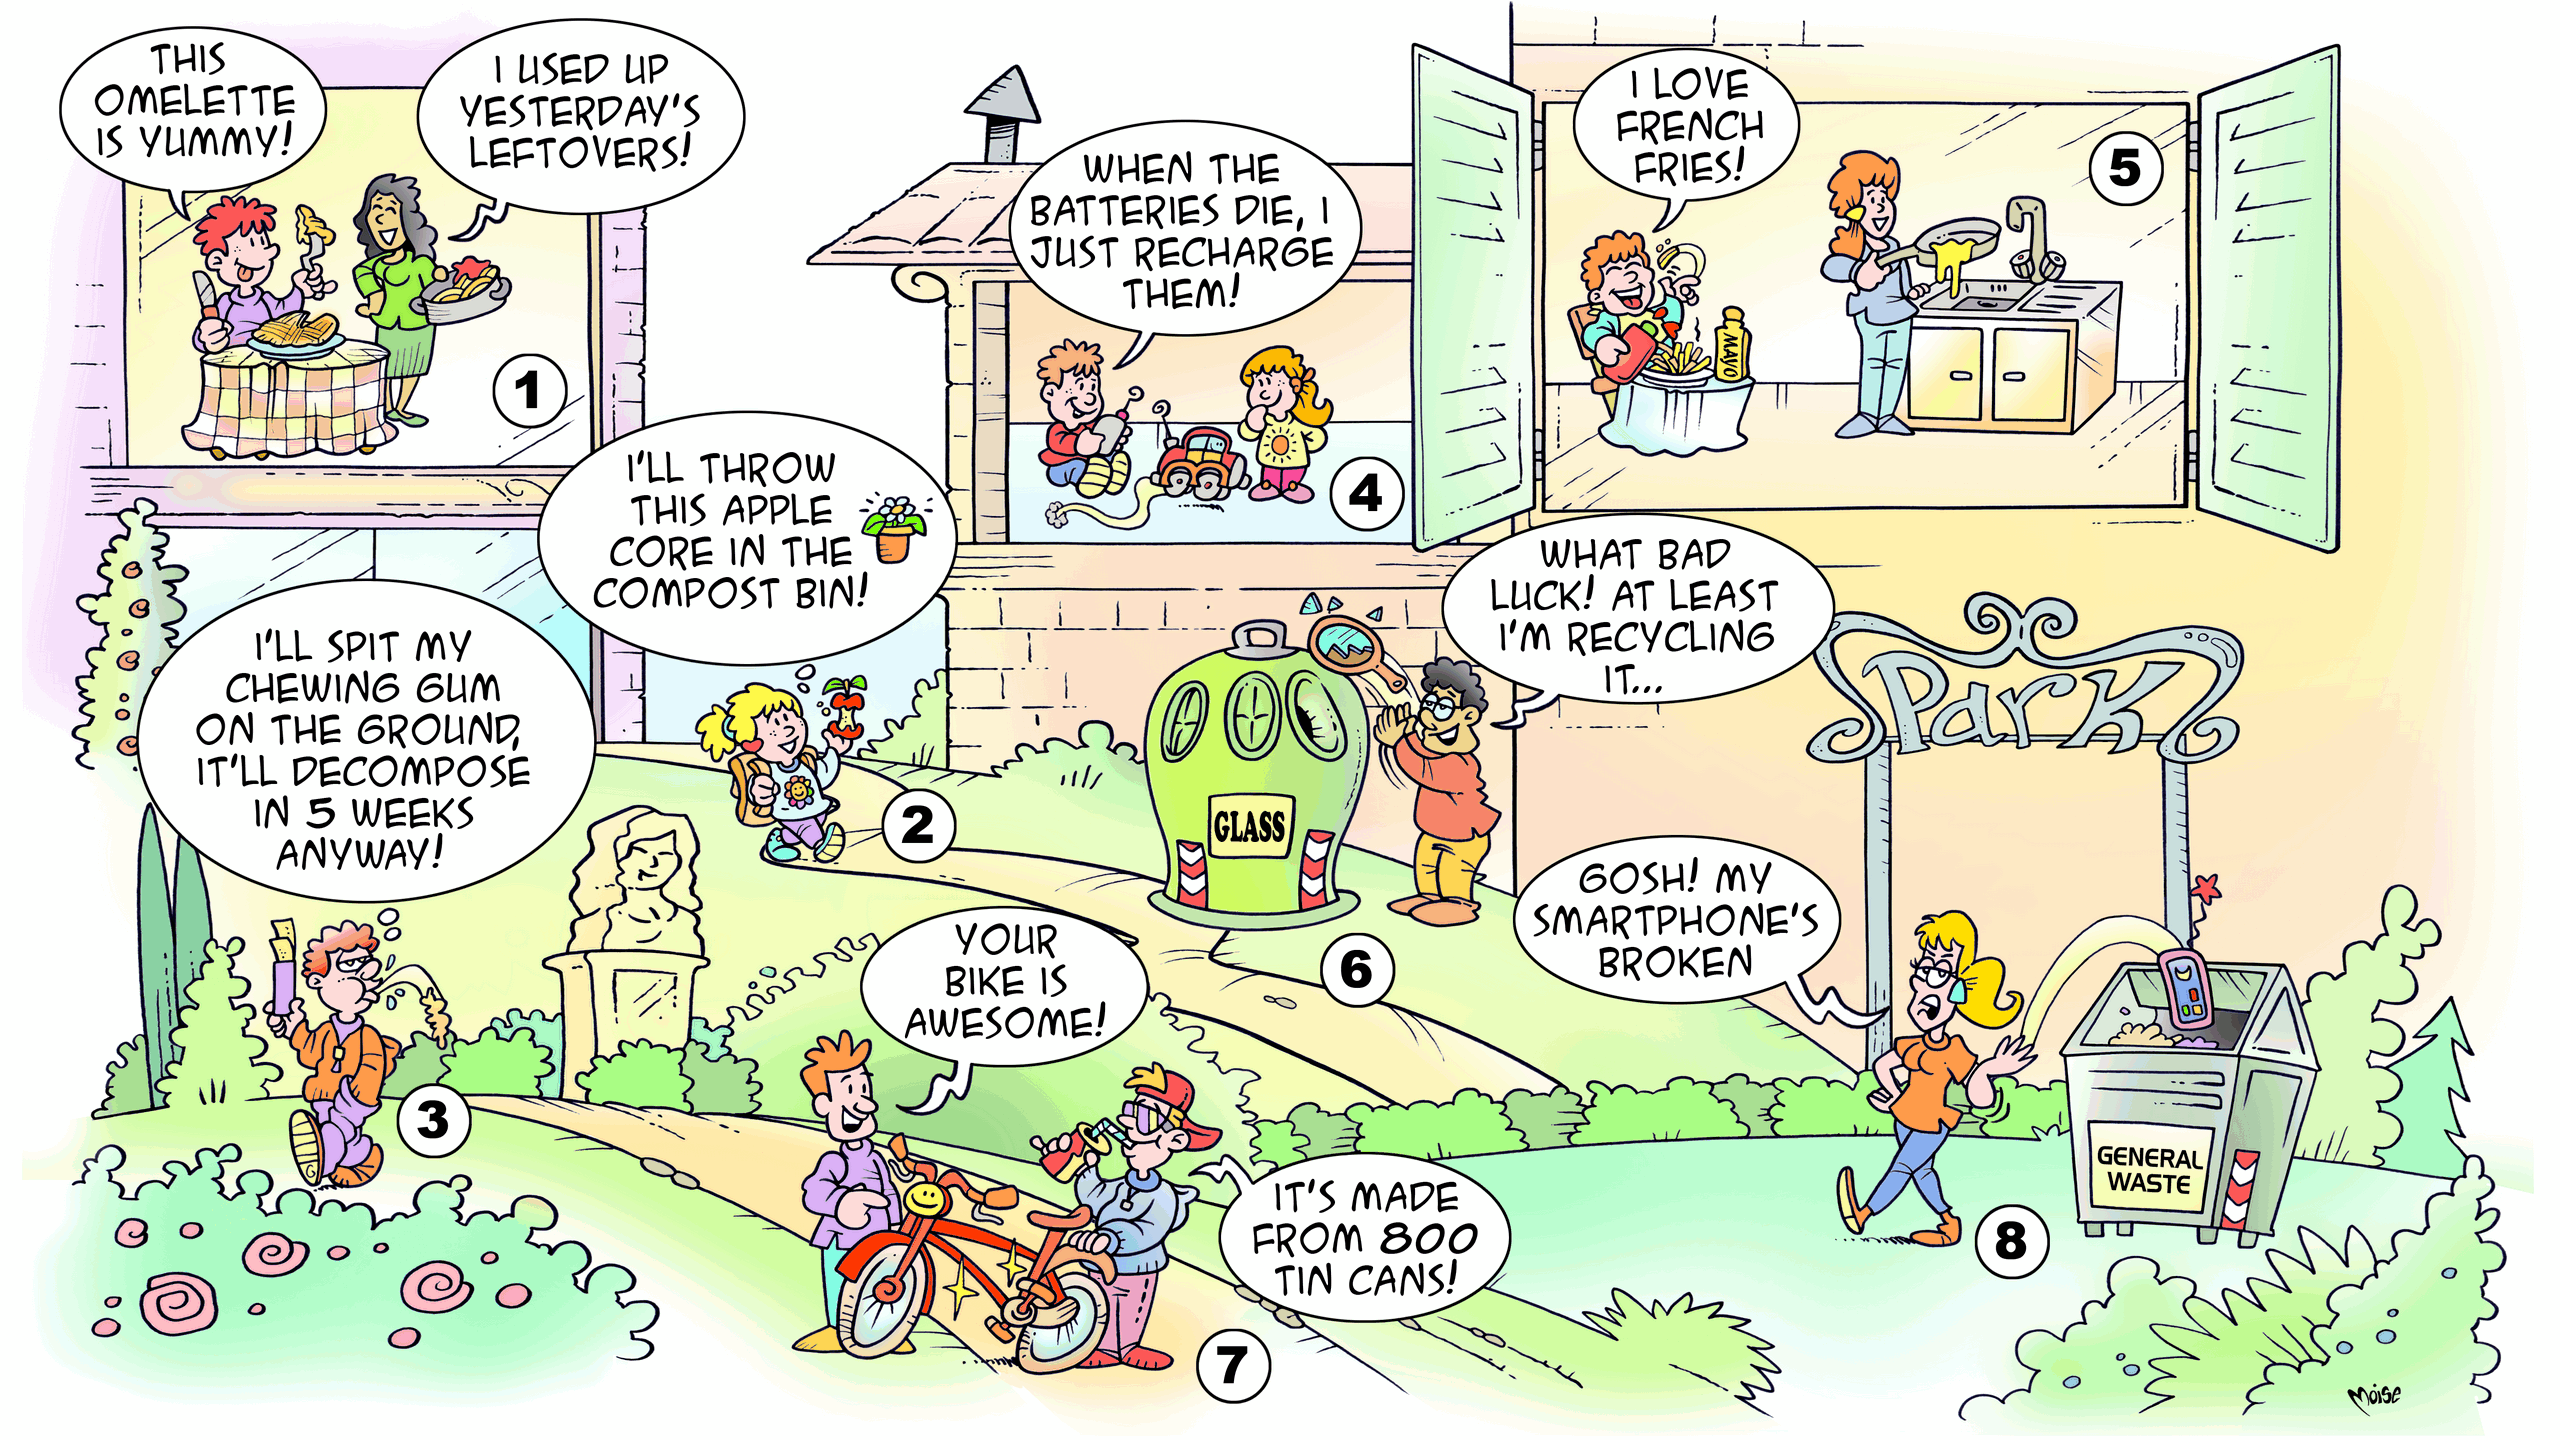 THIS
OMELETTE
IS YUMMY!
I USED UP
YESTERDAY'S
LEFTOVERS!
1
I'LL THROW
THIS APPLE
CORE IN THE
COMPOST BIN!
2
I'LL SPIT MY
CHEWING GUM
ON THE GROUND,
IT'LL DECOMPOSE
IN 5 WEEKS
ANYWAY!
3
WHEN THE
BATTERIES DIE, I
JUST RECHARGE
THEM!
4
I LOVE
FRENCH
FRIES!
MAYO
5
WHAT BAD
LUCK! AT LEAST
I'M RECYCLING
IT...
GLASS
6
PARK
YOUR
BIKE IS
AWESOME!
IT'S MADE
FROM 800
TIN CANS!
7
GOSH! MY
SMARTPHONE'S
BROKEN
GENERAL
WASTE
8
Moise